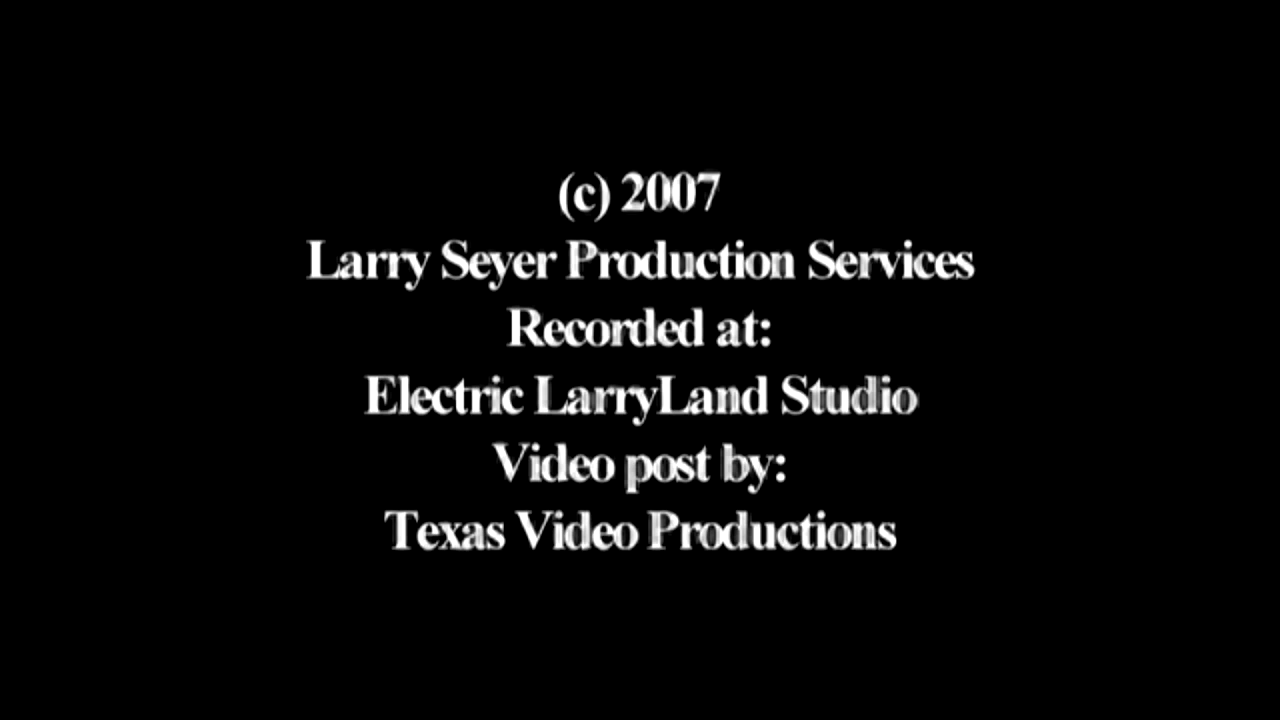 (c) 2007
Larry Seyer Production Services
Recorded at:
Electric LarryLand Studio
Video post by:
Texas Video Productions